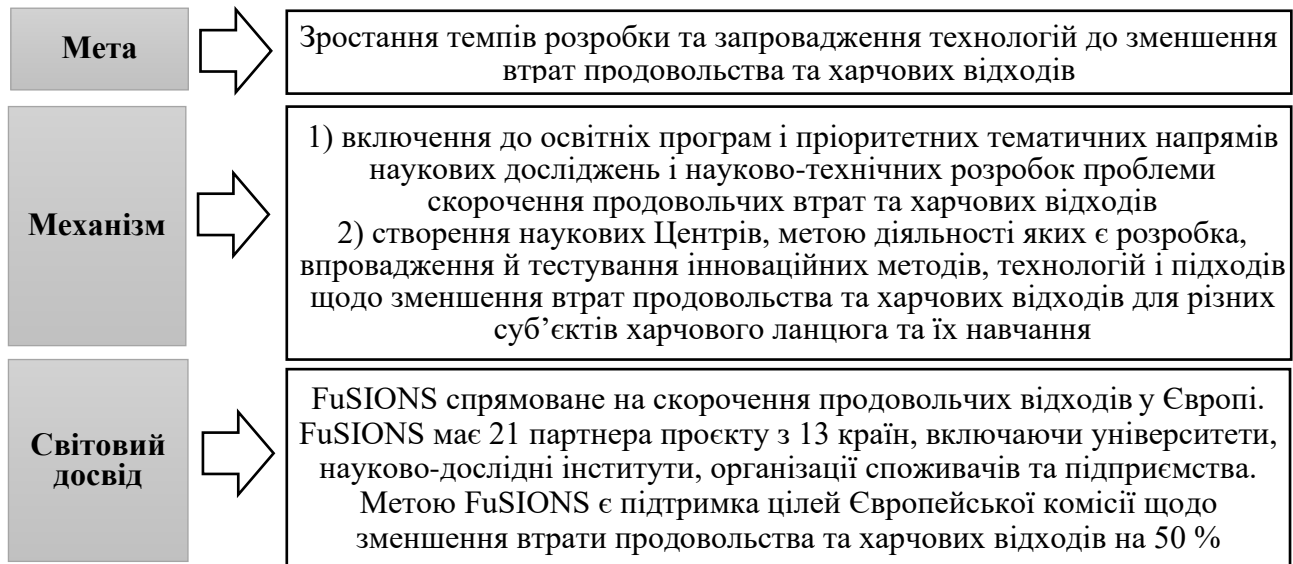 Мета
Зростання темпів розробки та запровадження технологій до зменшення
втрат продовольства та харчових відходів
Механізм
1) включення до освітніх програм і пріоритетних тематичних напрямів
наукових досліджень і науково-технічних розробок проблеми
скорочення продовольчих втрат та харчових відходів
2) створення наукових Центрів, метою діяльності яких є розробка,
впровадження й тестування інноваційних методів, технологій і підходів
щодо зменшення втрат продовольства та харчових відходів для різних
суб’єктів харчового ланцюга та їх навчання
Світовий
досвід
FuSIONS спрямоване на скорочення продовольчих відходів у Європі.
FuSIONS має 21 партнера проєкту з 13 країн, включаючи університети,
науково-дослідні інститути, організації споживачів та підприємства.
Метою FuSIONS є підтримка цілей Європейської комісії щодо
зменшення втрати продовольства та харчових відходів на 50 %